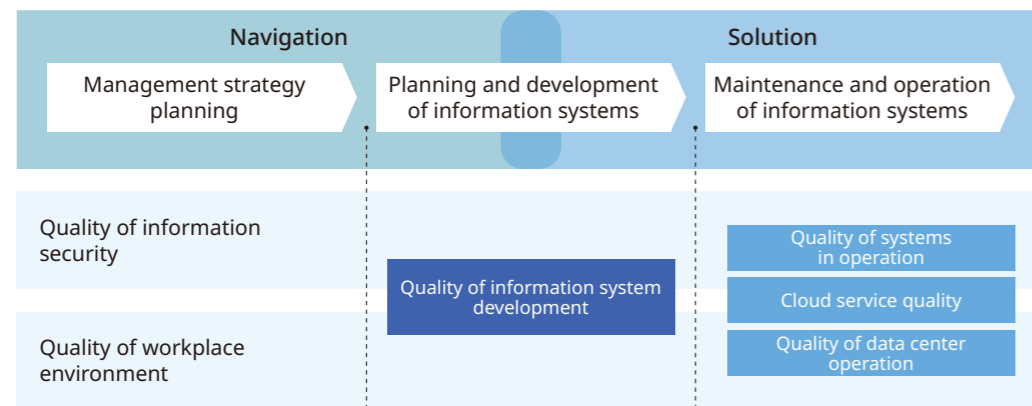 Navigation
Solution
Management strategy
planning
Planning and development
of information systems
Maintenance and operation
of information systems
Quality of information
security
Quality of information system
development
Quality of systems
in operation
Cloud service quality
Quality of data center
operation
Quality of workplace
environment